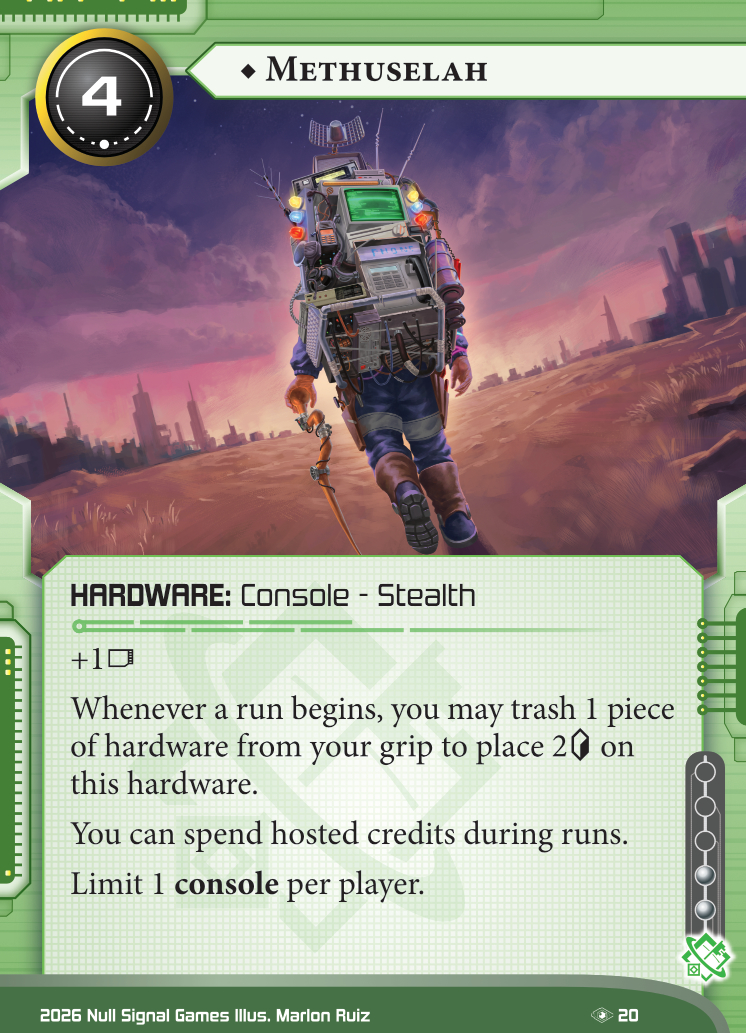 4
◆ Methuselah
HARDWARE: Console - Stealth
+1
Whenever a run begins, you may trash 1 piece
of hardware from your grip to place 2 on
this hardware.
You can spend hosted credits during runs.
Limit 1 console per player.
2026 Null Signal Games Illus. Marlon Ruiz
20